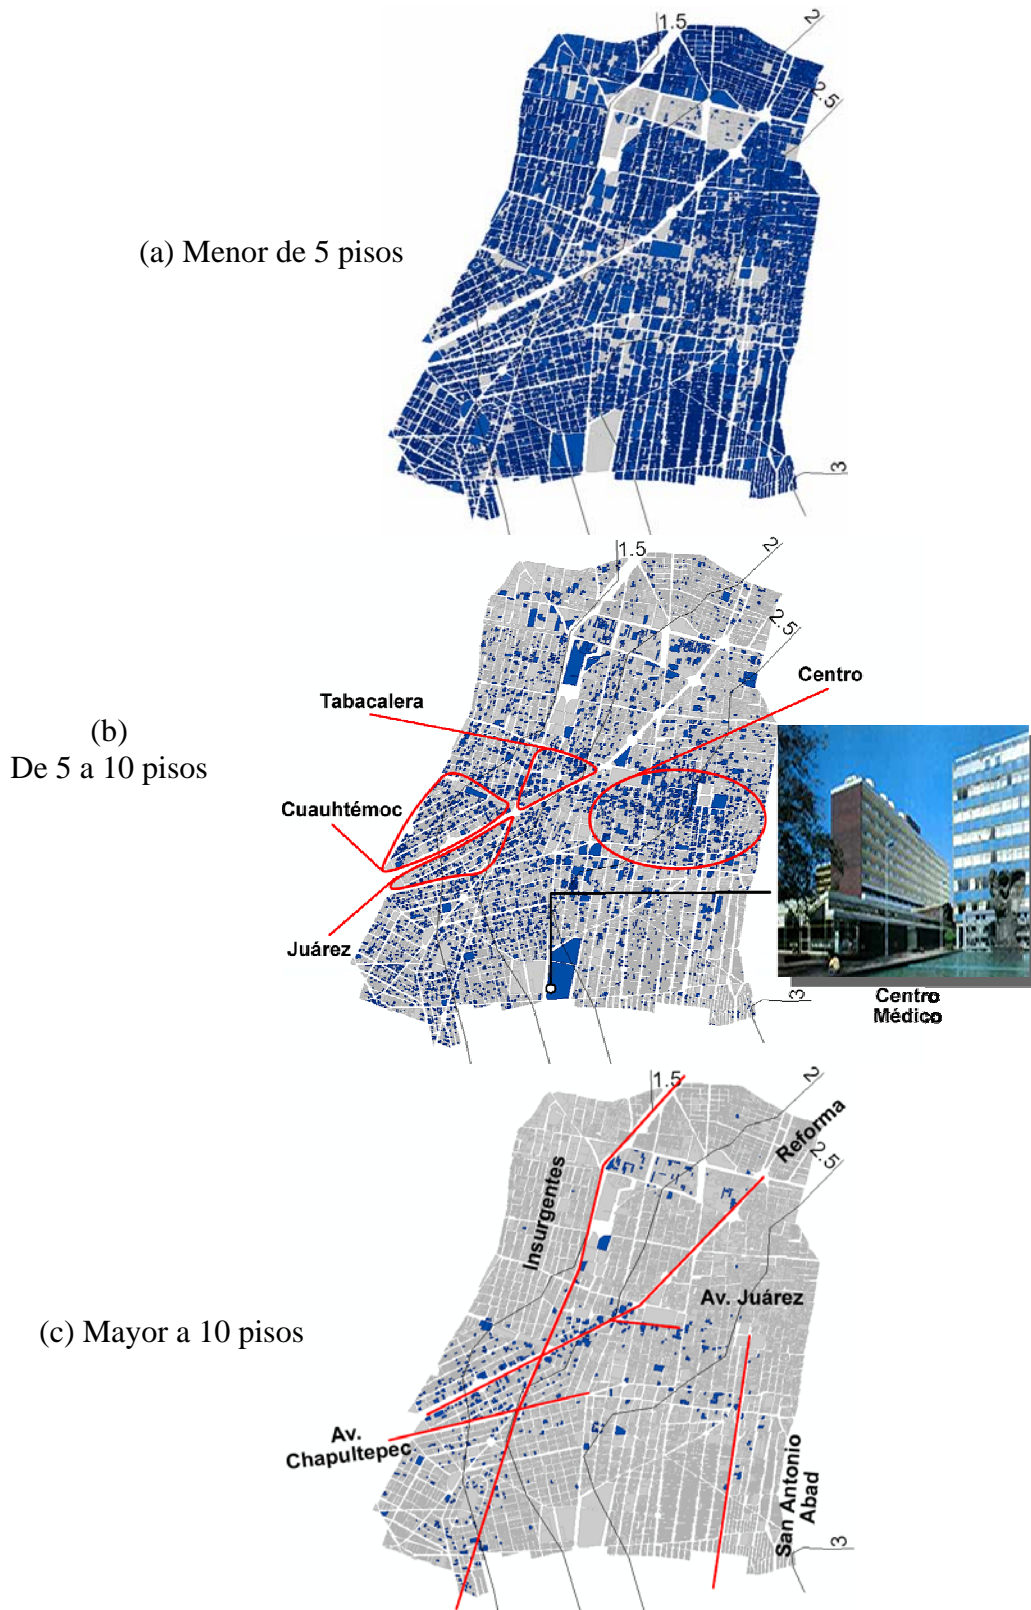 1.5
2
2.5
(a) Menor de 5 pisos
3
1.5
2
2.5
Centro
Tabacalera
(b)
De 5 a 10 pisos
Cuauhtémoc
Juárez
3
Centro
Médico
1.5
2
Reforma
2.5
Insurgentes
Av. Juárez
(c) Mayor a 10 pisos
Av.
Chapultepec
San Antonio
Abad
3